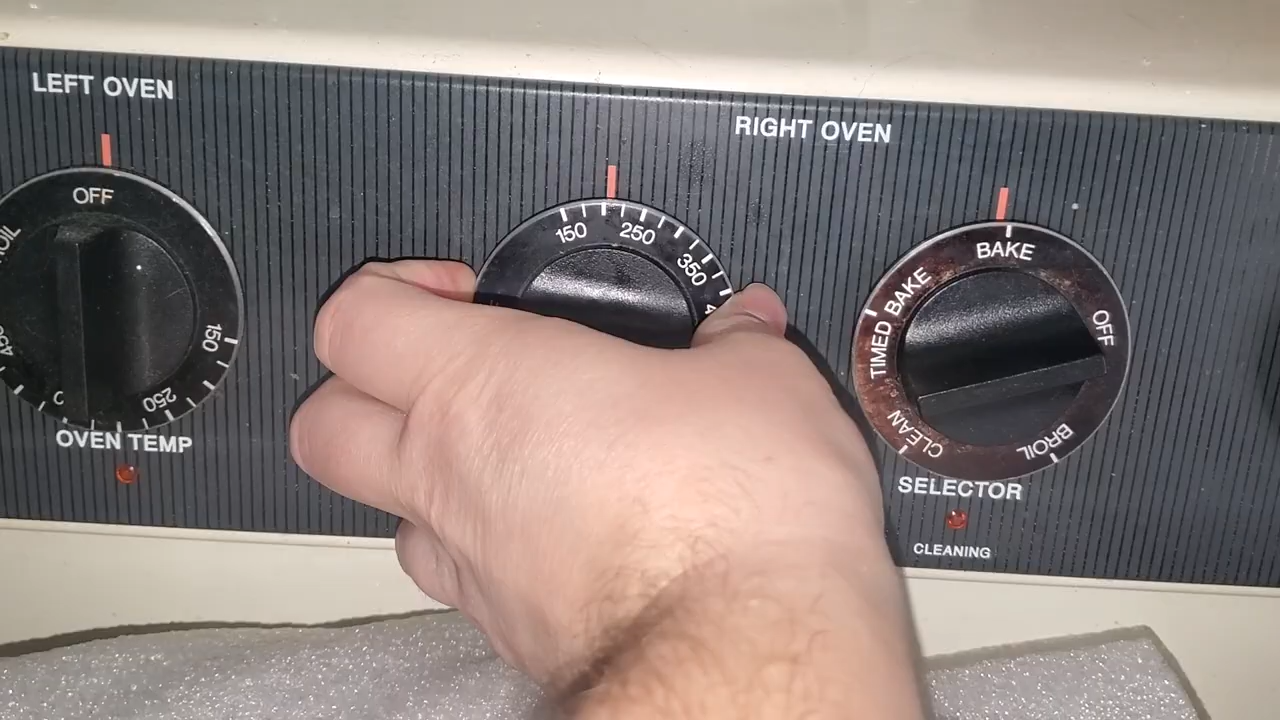 LEFT OVEN
OFF
150
250
OVEN TEMP
RIGHT OVEN
150
250
350
BAKE
OFF
BROIL
CLEAN
TIMED BAKE
SELECTOR
CLEANING